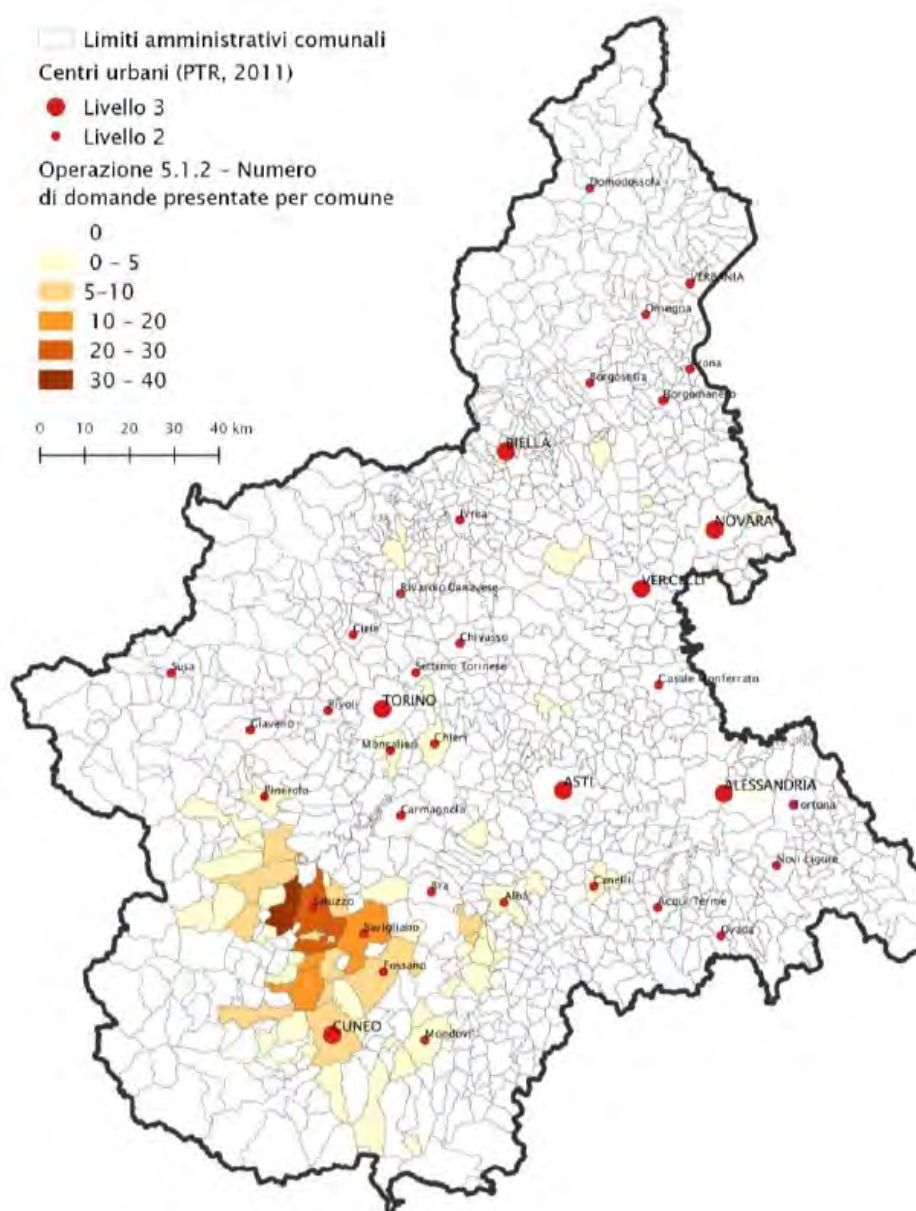 Limiti amministrativi comunali
Centri urbani (PTR, 2011)
Livello 3
Livello 2
Operazione 5.1.2 – Numero
di domande presentate per comune
0
0 – 5
5–10
10 – 20
20 – 30
30 – 40
0 10 20 30 40 km
Domodossola
VERBANIA
Omegna
Arona
Borgosesia
Borgomanero
BIELLA
Ivrea
NOVARA
VERCELLI
Rivarolo Canavese
Cirie'
Chivasso
Susa
Settimo Torinese
Casale Monferrato
Rivoli
TORINO
Giaveno
Moncalieri
Chieri
Pinerolo
ASTI
ALESSANDRIA
Tortona
Carmagnola
Novi Ligure
Bra
Canelli
Alba
Saluzzo
Acqui Terme
Savigliano
Ovada
Fossano
CUNEO
Mondovi'